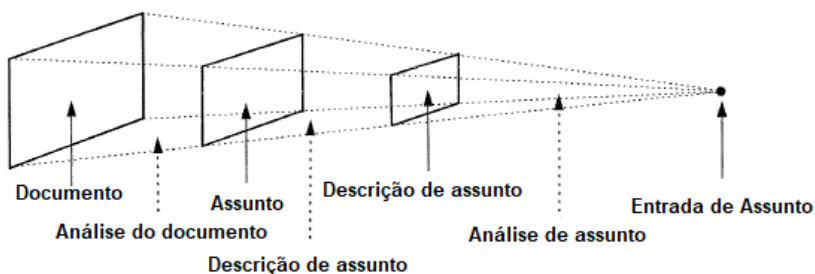 Documento
Assunto
Descrição de assunto
Entrada de Assunto
Análise do documento
Análise de assunto
Descrição de assunto